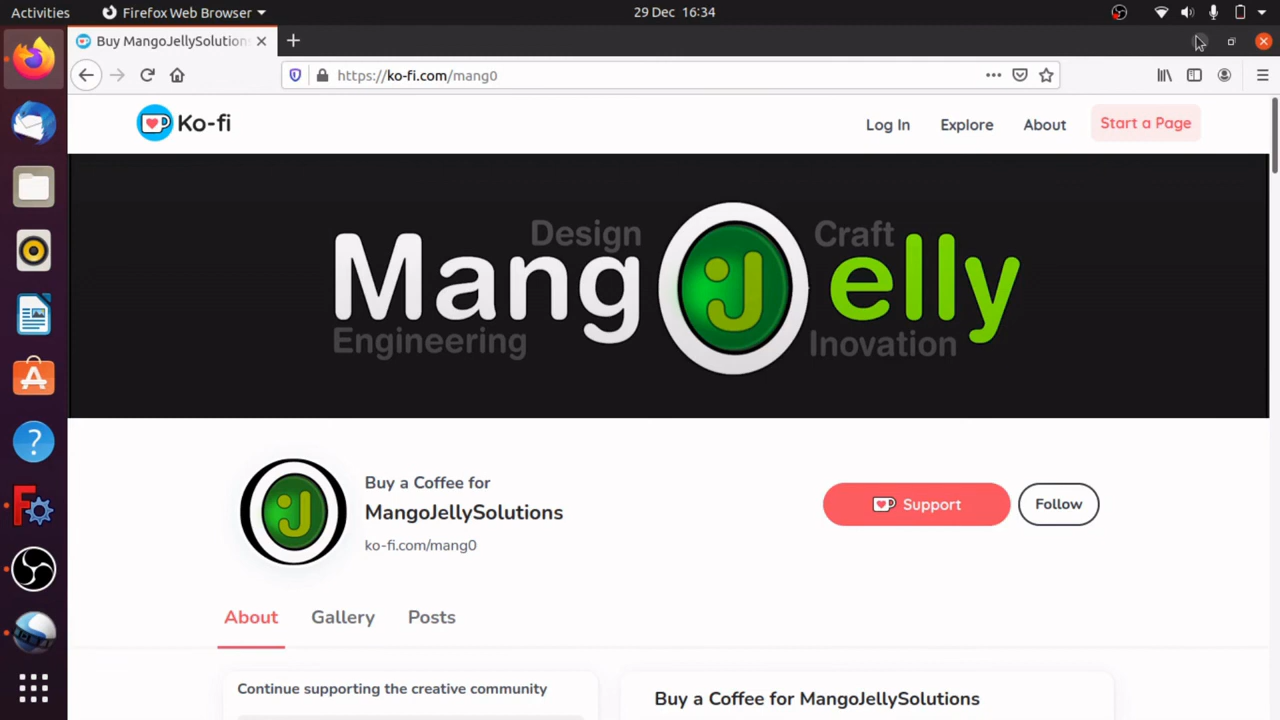 Activities Firefox Web Browser 29 Dec 16:34
Buy MangoJellySolution
https://ko-fi.com/mang0
Ko-fi Log In Explore About Start a Page
Design Craft
Mang J elly
Engineering Inovation
Buy a Coffee for
MangoJellySolutions
ko-fi.com/mang0
Support Follow
About Gallery Posts
Continue supporting the creative community
Buy a Coffee for MangoJellySolutions